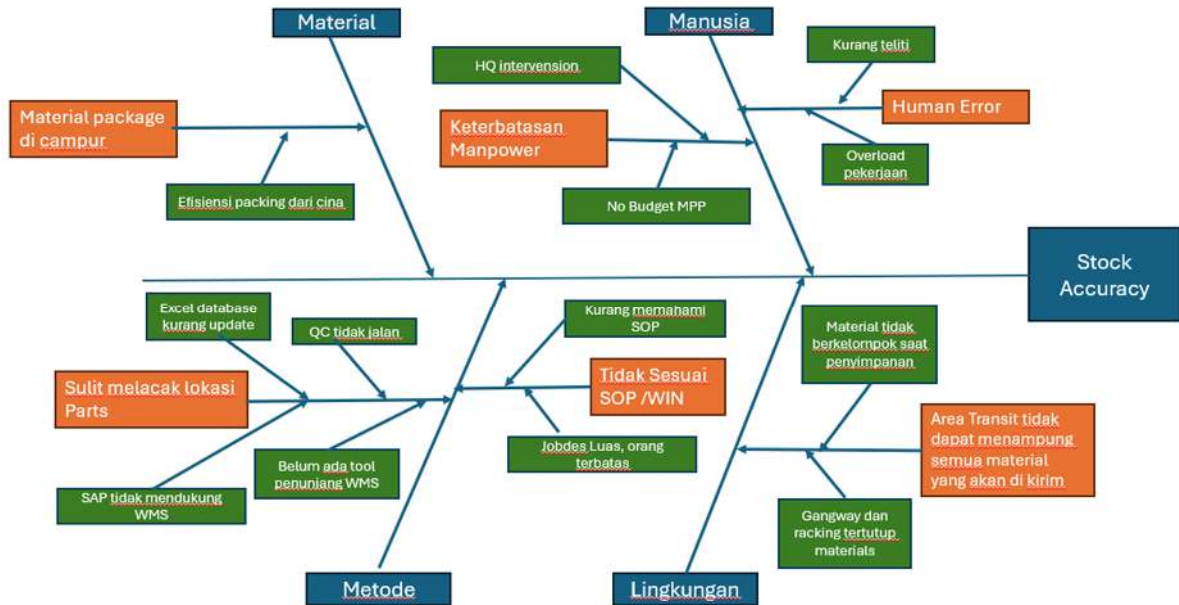 Material
Manusia
Kurang teliti
HQ intervension
Material package
di campur
Human Error
Keterbatasan
Manpower
Overload
pekerjaan
Efisiensi packing dari cina
No Budget MPP
Stock
Accuracy
Excel database
kurang update
QC tidak jalan
Kurang memahami
SOP
Material tidak
berkelompok saat
penyimpanan
Sulit melacak lokasi
Parts
Tidak Sesuai
SOP /WIN
Area Transit tidak
dapat menampung
semua material
yang akan di kirim
Jobdes Luas, orang
terbatas
Belum ada tool
penunjang WMS
SAP tidak mendukung
WMS
Gangway dan
racking tertutup
materials
Metode
Lingkungan